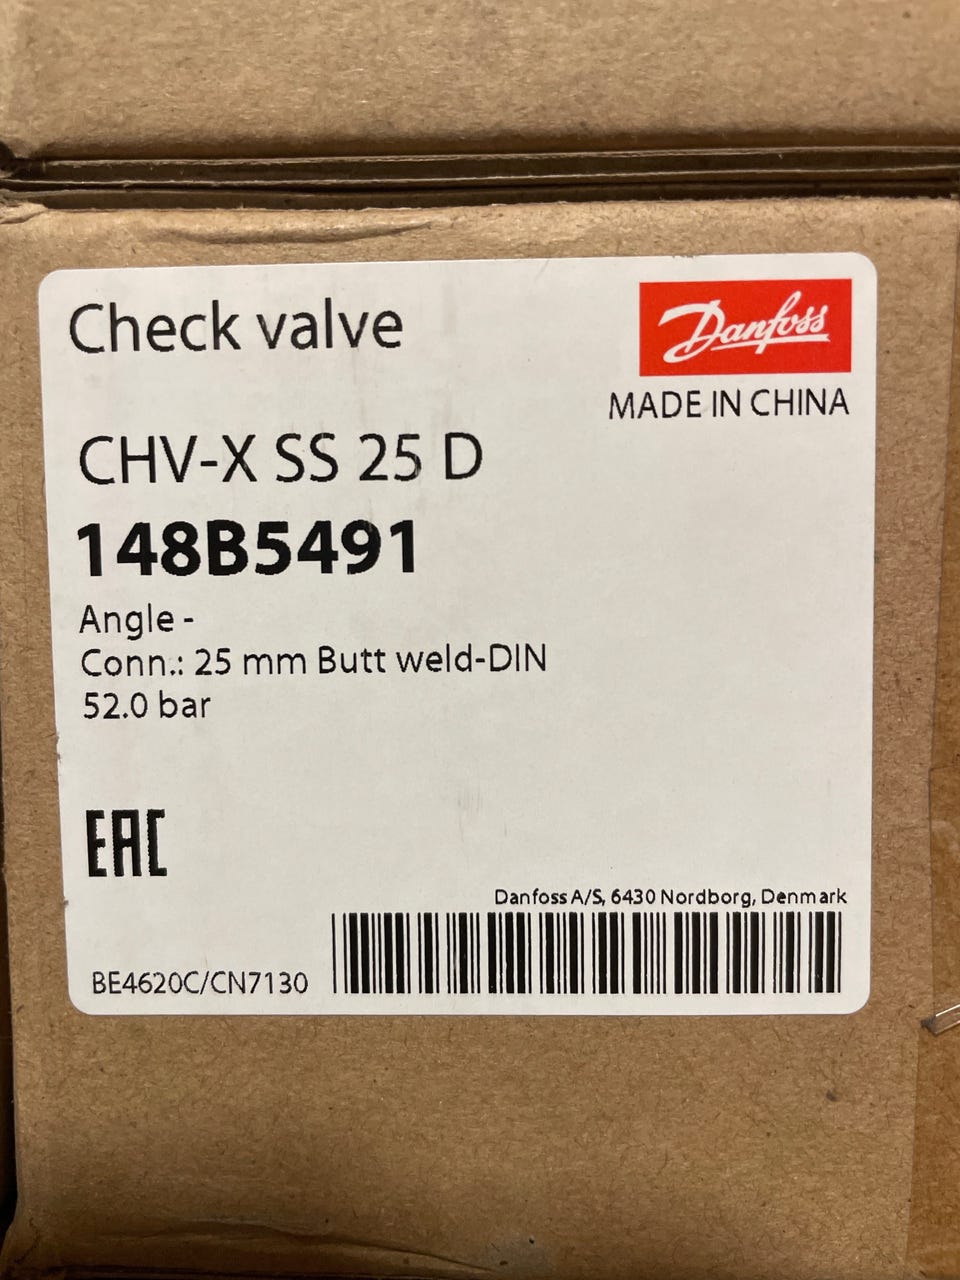 Check valve
Danfoss
MADE IN CHINA
CHV-X SS 25 D
148B5491
Angle -
Conn.: 25 mm Butt weld-DIN
52.0 bar
EAC
Danfoss A/S, 6430 Nordborg, Denmark
BE4620C/CN7130